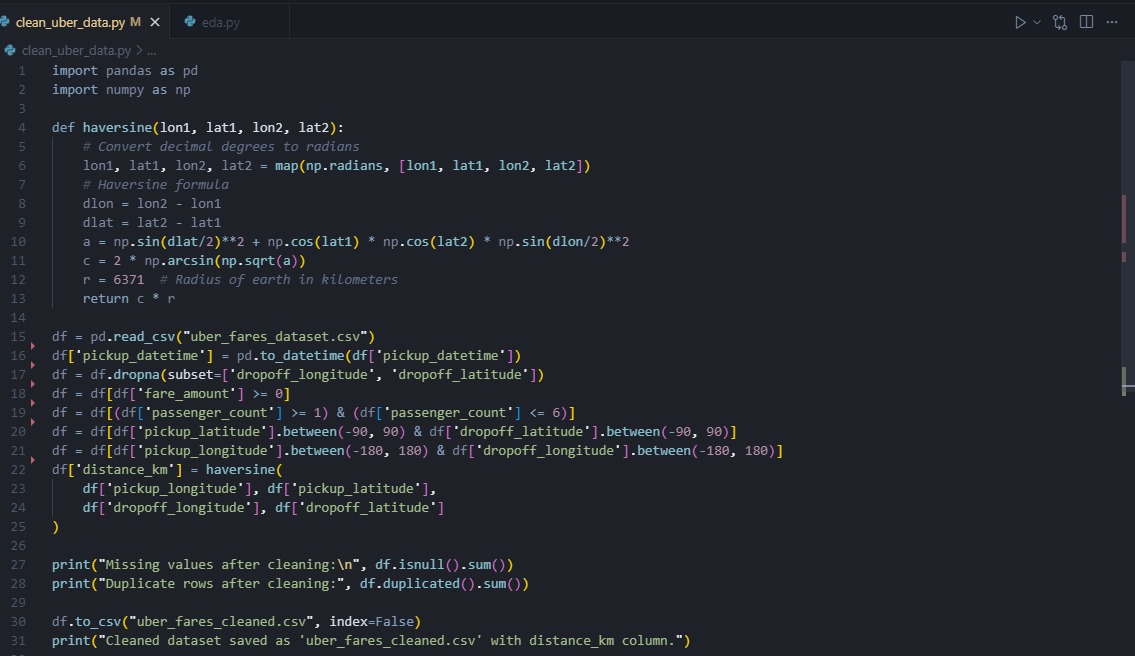 clean_uber_data.py M
eda.py
clean_uber_data.py > ...
1 import pandas as pd
2 import numpy as np
3
4 def haversine(lon1, lat1, lon2, lat2):
5     # Convert decimal degrees to radians
6     lon1, lat1, lon2, lat2 = map(np.radians, [lon1, lat1, lon2, lat2])
7     # Haversine formula
8     dlon = lon2 - lon1
9     dlat = lat2 - lat1
10     a = np.sin(dlat/2)**2 + np.cos(lat1) * np.cos(lat2) * np.sin(dlon/2)**2
11     c = 2 * np.arcsin(np.sqrt(a))
12     r = 6371  # Radius of earth in kilometers
13     return c * r
14
15 df = pd.read_csv("uber_fares_dataset.csv")
16 df['pickup_datetime'] = pd.to_datetime(df['pickup_datetime'])
17 df = df.dropna(subset=['dropoff_longitude', 'dropoff_latitude'])
18 df = df[df['fare_amount'] >= 0]
19 df = df[(df['passenger_count'] >= 1) & (df['passenger_count'] <= 6)]
20 df = df[df['pickup_latitude'].between(-90, 90) & df['dropoff_latitude'].between(-90, 90)]
21 df = df[df['pickup_longitude'].between(-180, 180) & df['dropoff_longitude'].between(-180, 180)]
22 df['distance_km'] = haversine(
23     df['pickup_longitude'], df['pickup_latitude'],
24     df['dropoff_longitude'], df['dropoff_latitude']
25 )
26
27 print("Missing values after cleaning:\n", df.isnull().sum())
28 print("Duplicate rows after cleaning:", df.duplicated().sum())
29
30 df.to_csv("uber_fares_cleaned.csv", index=False)
31 print("Cleaned dataset saved as 'uber_fares_cleaned.csv' with distance_km column.")